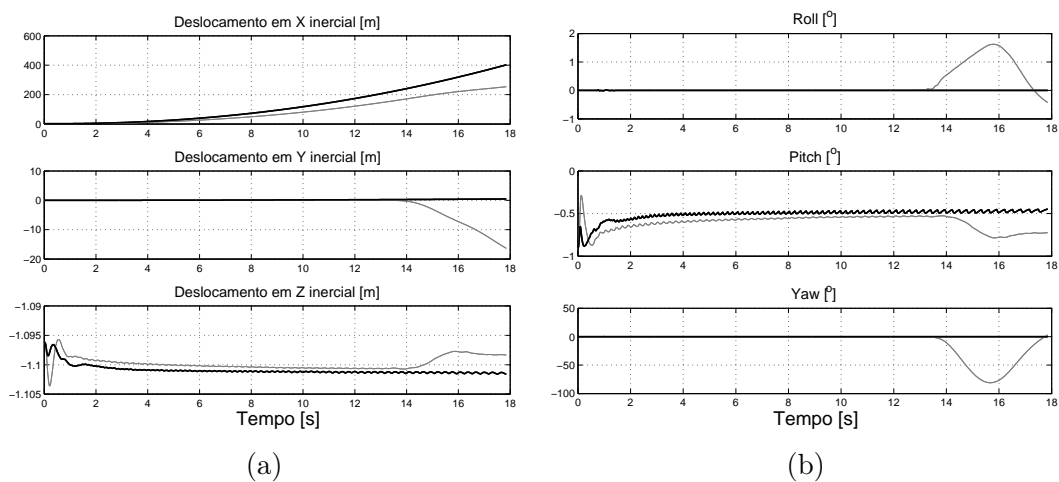 Deslocamento em X inercial [m]
600
400
200
0
0 2 4 6 8 10 12 14 16 18
Deslocamento em Y inercial [m]
10
0
−10
−20
0 2 4 6 8 10 12 14 16 18
Deslocamento em Z inercial [m]
−1.09
−1.095
−1.1
−1.105
0 2 4 6 8 10 12 14 16 18
Tempo [s]
(a)
Roll [º]
2
1
0
−1
0 2 4 6 8 10 12 14 16 18
Pitch [º]
0
−0.5
−1
0 2 4 6 8 10 12 14 16 18
Yaw [º]
50
0
−50
−100
0 2 4 6 8 10 12 14 16 18
Tempo [s]
(b)